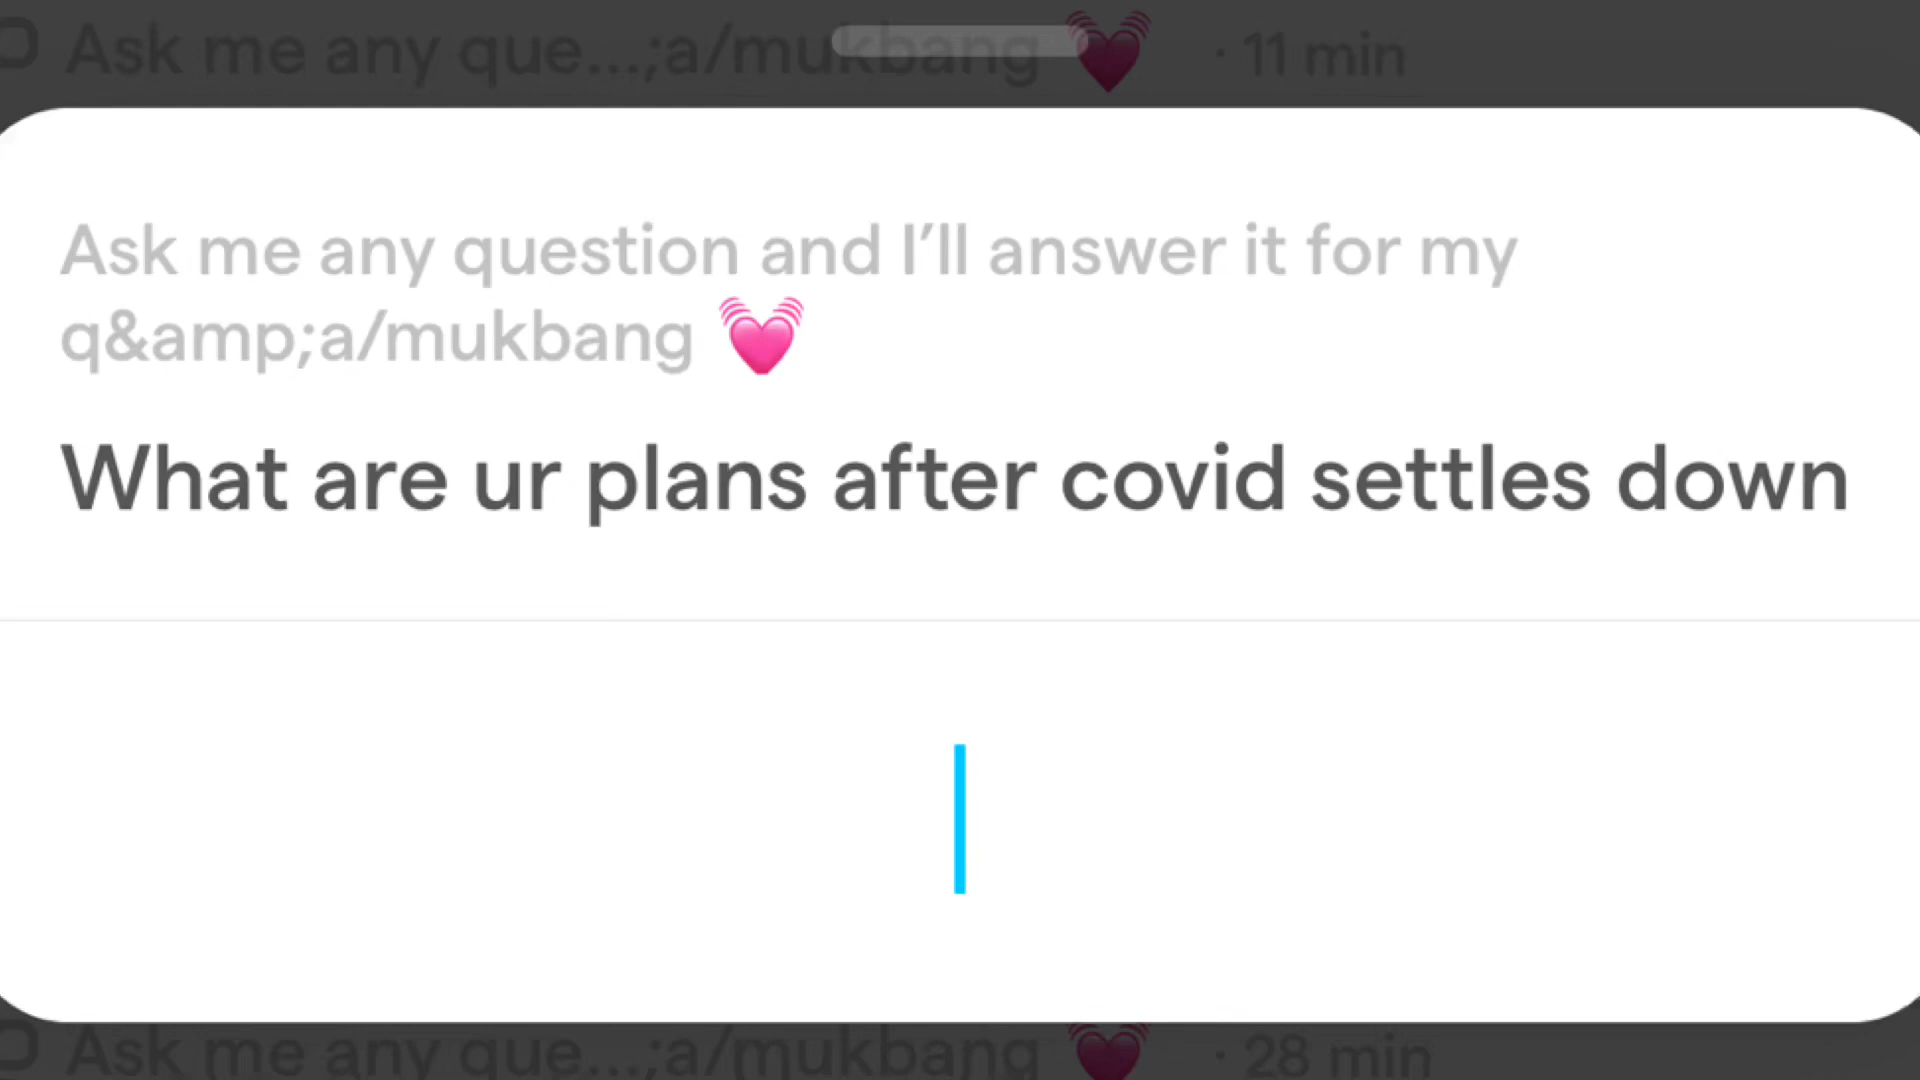 Ask me any que...;a/mukbang 💓 · 11 min
Ask me any question and I’ll answer it for my
q&amp;a/mukbang 💓
What are ur plans after covid settles down
Ask me any que...;a/mukbang 💓 · 28 min